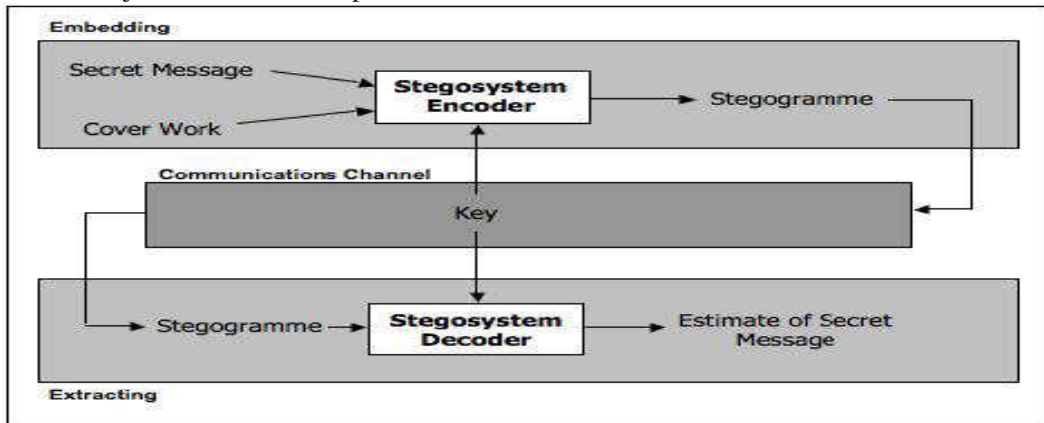 Embedding
Secret Message
Stegosystem
Encoder
Stegogramme
Cover Work
Communications Channel
Key
Stegogramme
Stegosystem
Decoder
Estimate of Secret
Message
Extracting